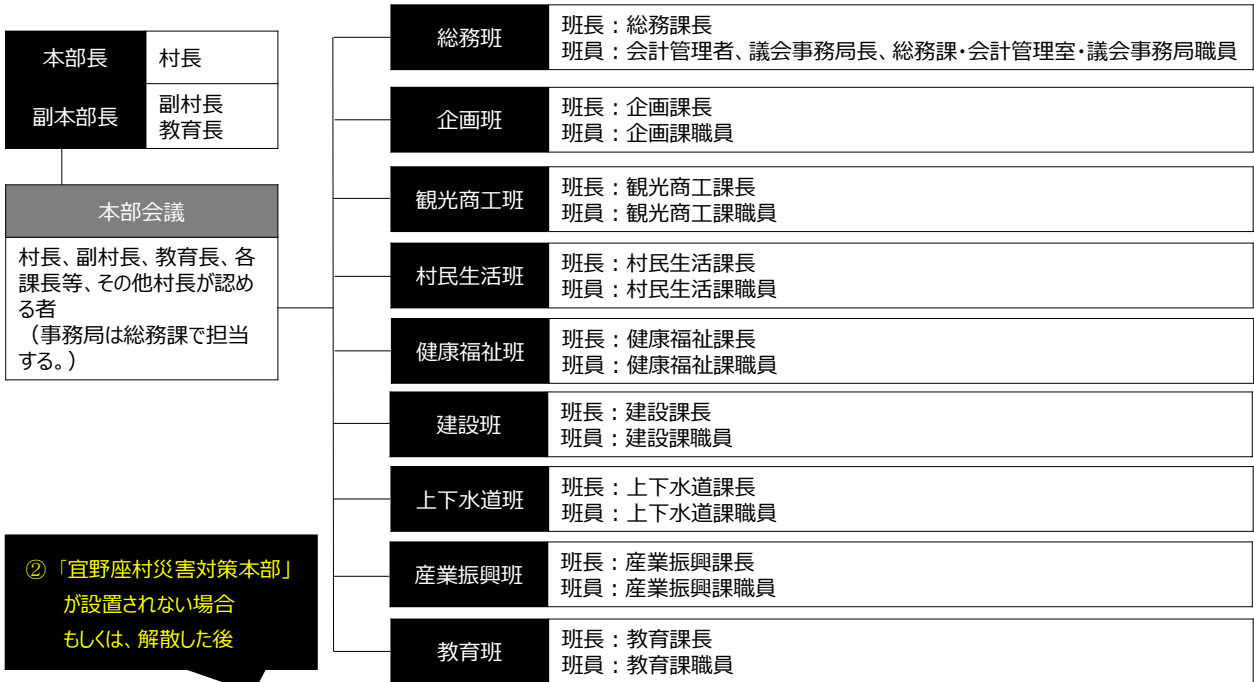 本部長
村長
副本部長
副村長
教育長
本部会議
村長、副村長、教育長、各
課長等、その他村長が認め
る者
（事務局は総務課で担当
する。）
総務班
班長：総務課長
班員：会計管理者、議会事務局長、総務課・会計管理室・議会事務局職員
企画班
班長：企画課長
班員：企画課職員
観光商工班
班長：観光商工課長
班員：観光商工課職員
村民生活班
班長：村民生活課長
班員：村民生活課職員
健康福祉班
班長：健康福祉課長
班員：健康福祉課職員
建設班
班長：建設課長
班員：建設課職員
上下水道班
班長：上下水道課長
班員：上下水道課職員
産業振興班
班長：産業振興課長
班員：産業振興課職員
教育班
班長：教育課長
班員：教育課職員
②「宜野座村災害対策本部」
が設置されない場合
もしくは、解散した後